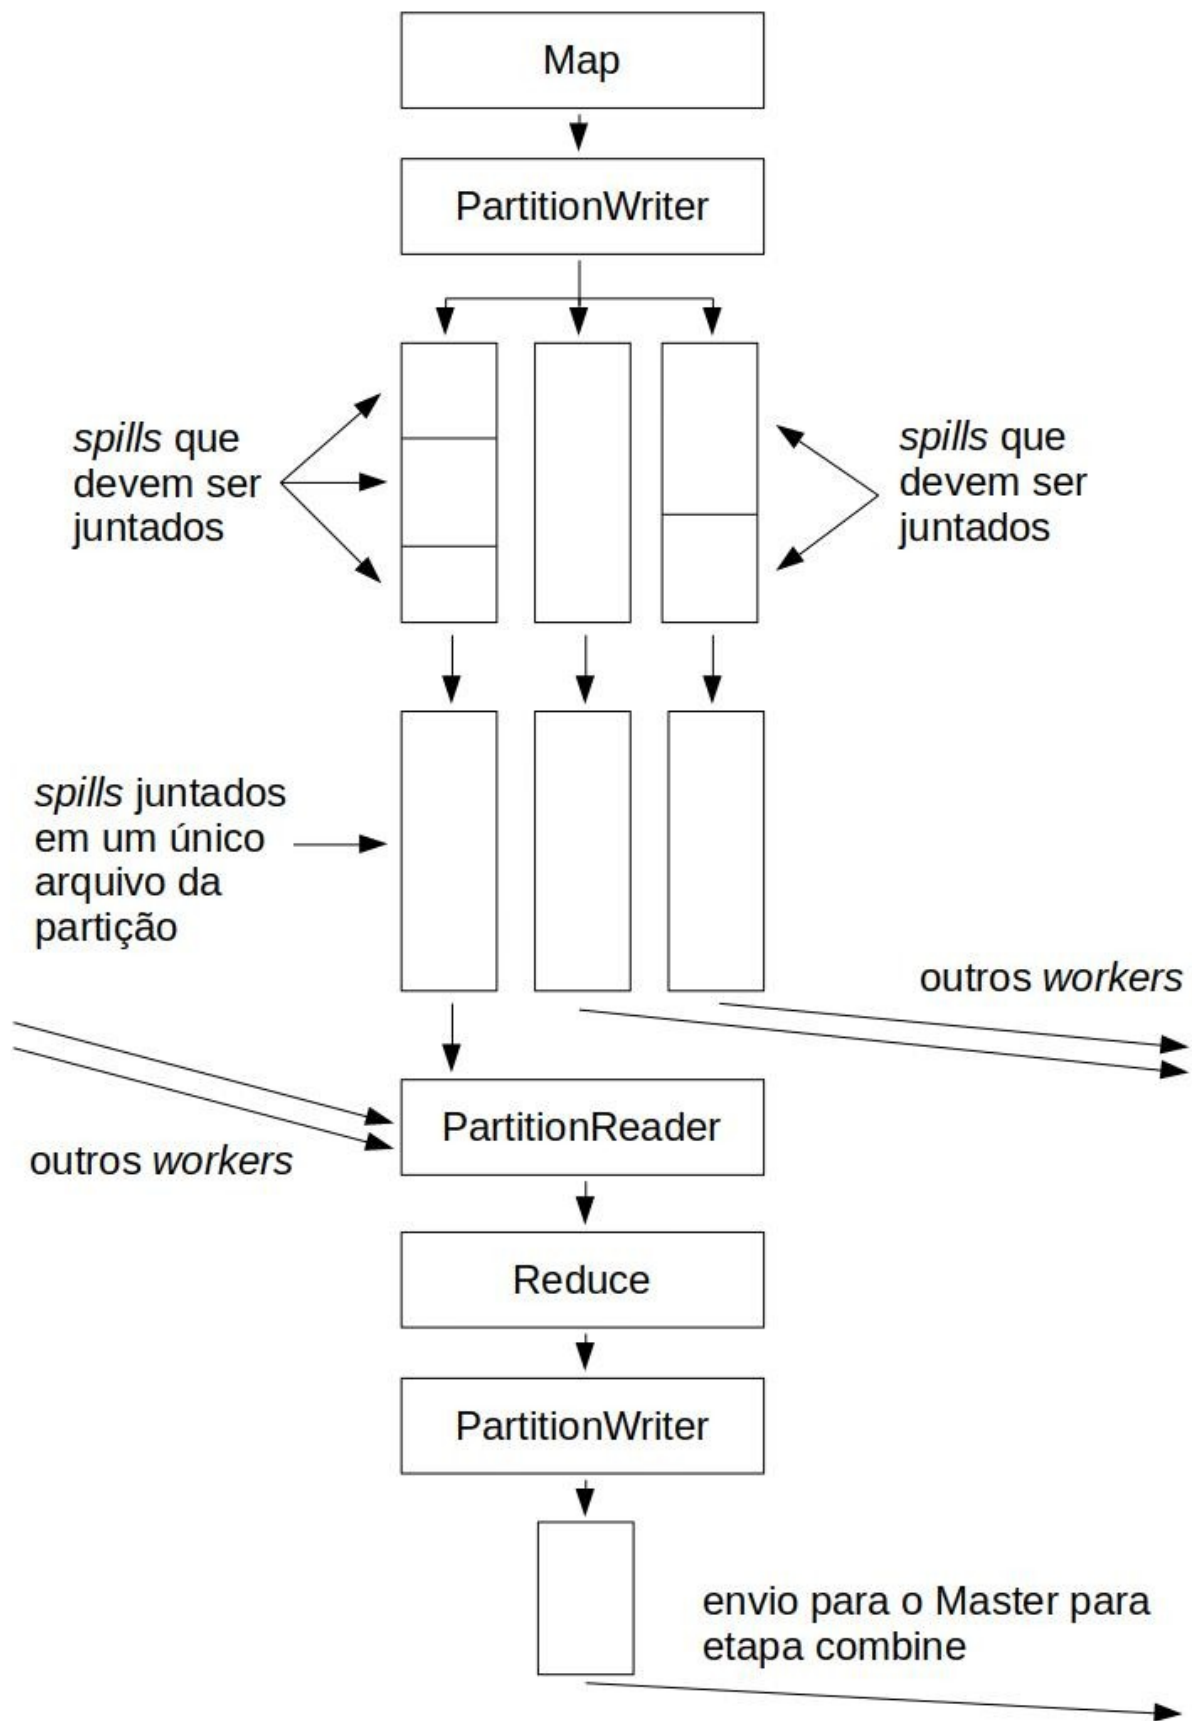 Map
PartitionWriter
spills que
devem ser
juntados
spills que
devem ser
juntados
spills juntados
em um único
arquivo da
partição
outros workers
PartitionReader
outros workers
Reduce
PartitionWriter
envio para o Master para
etapa combine